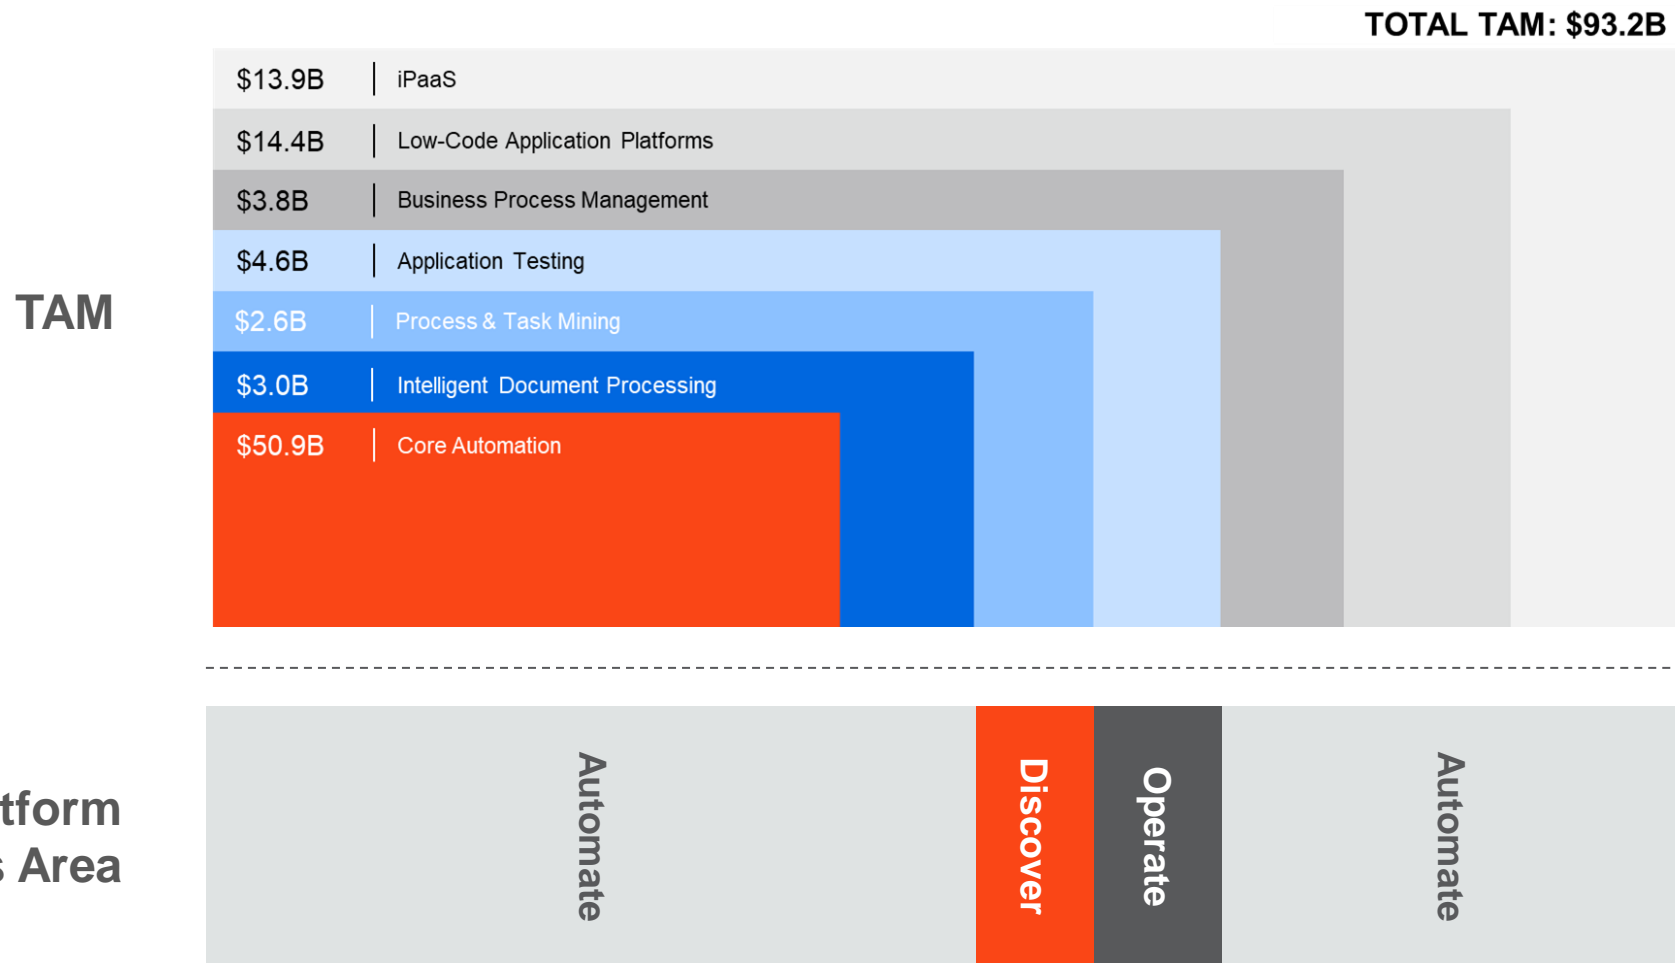 TOTAL TAM: $93.2B
$13.9B | iPaaS
$14.4B | Low-Code Application Platforms
$3.8B | Business Process Management
$4.6B | Application Testing
TAM
$2.6B | Process & Task Mining
$3.0B | Intelligent Document Processing
$50.9B | Core Automation
tform
s Area
Automate
Discover
Operate
Automate